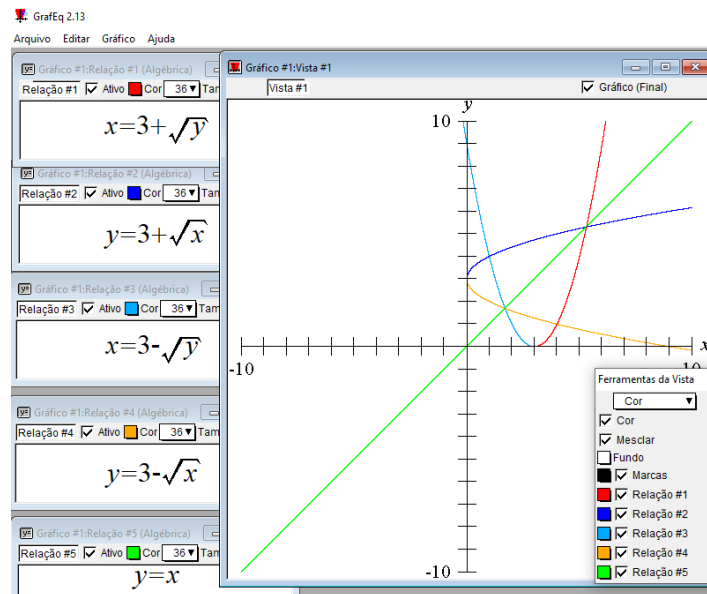 GrafEq 2.13
Arquivo Editar Gráfico Ajuda
Gráfico #1:Relação #1 (Algébrica)
Relação #1 Ativo Cor 36 Tam
x=3+√y
Gráfico #1:Relação #2 (Algébrica)
Relação #2 Ativo Cor 36 Tam
y=3+√x
Gráfico #1:Relação #3 (Algébrica)
Relação #3 Ativo Cor 36 Tam
x=3-√y
Gráfico #1:Relação #4 (Algébrica)
Relação #4 Ativo Cor 36 Tam
y=3-√x
Gráfico #1:Relação #5 (Algébrica)
Relação #5 Ativo Cor 36 Tam
y=x
Gráfico #1:Vista #1
Vista #1 Gráfico (Final)
y
10
x
-10 10
-10
Ferramentas da Vista
Cor
Cor
Mesclar
Fundo
Marcas
Relação #1
Relação #2
Relação #3
Relação #4
Relação #5